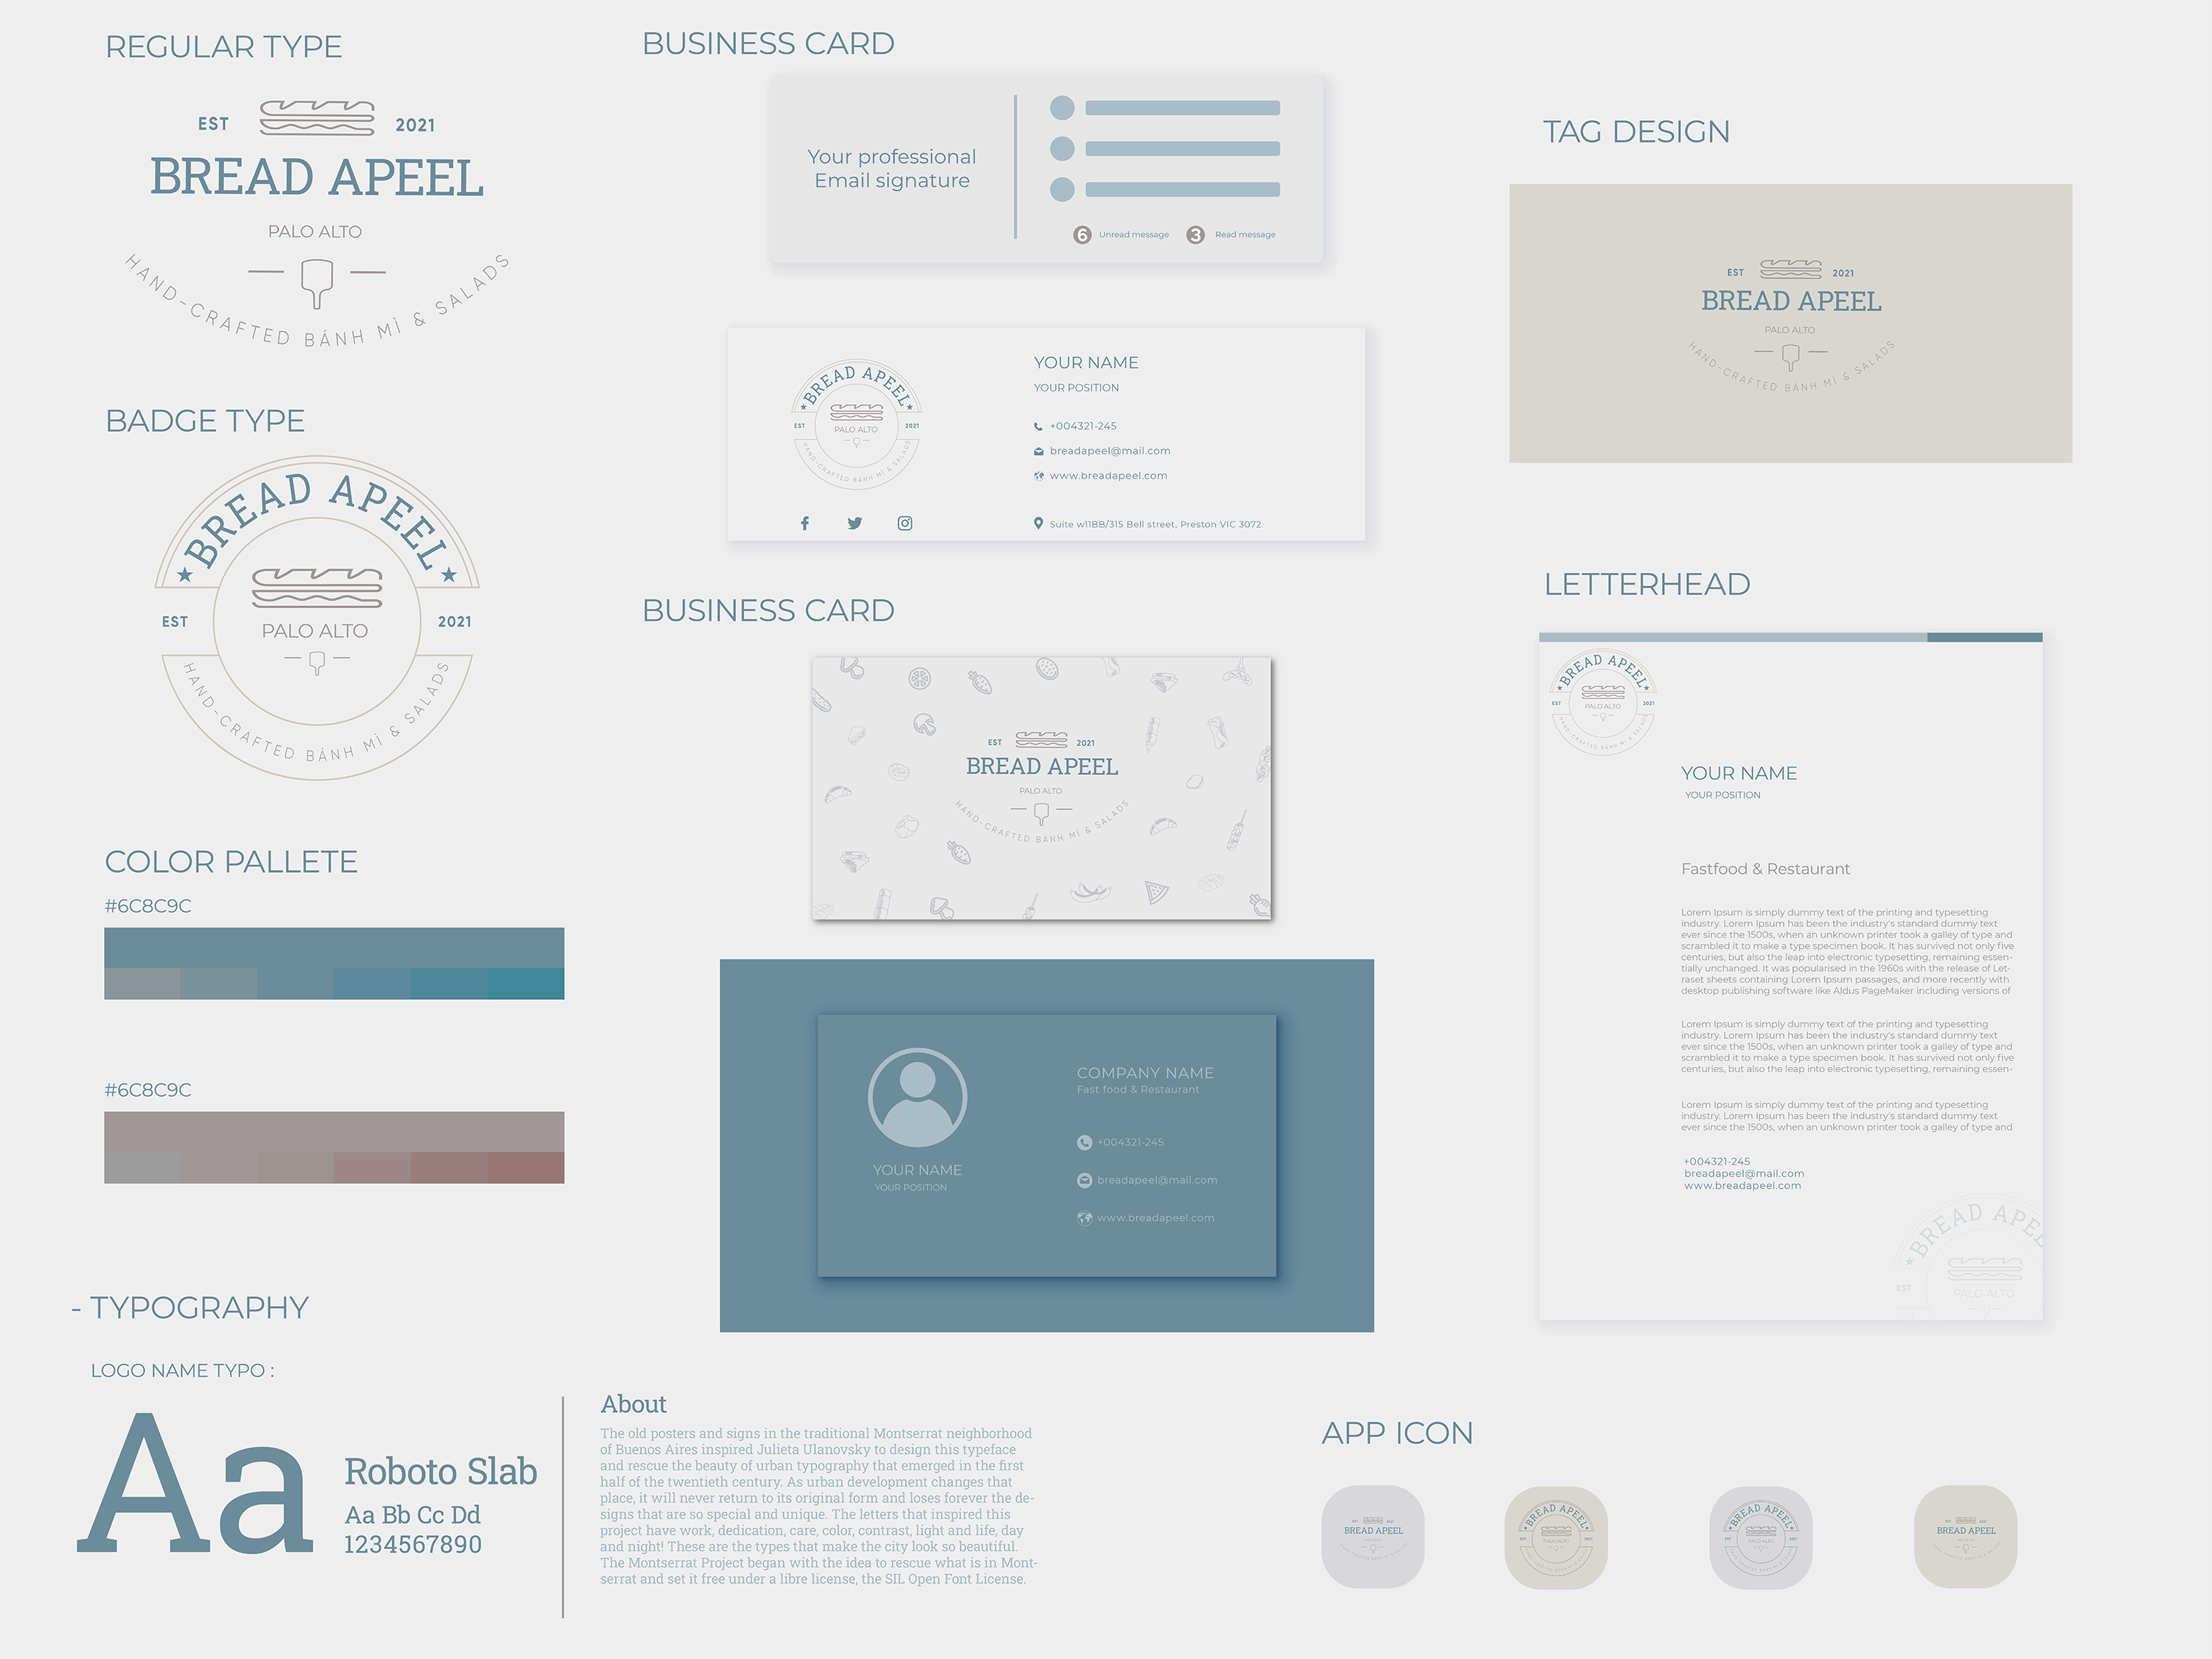 REGULAR TYPE
EST 2021
BREAD APEEL
PALO ALTO
HAND-CRAFTED BÁNH MÌ & SALADS
BADGE TYPE
BREAD APEEL
EST 2021
PALO ALTO
HAND-CRAFTED BÁNH MÌ & SALADS
COLOR PALLETE
#6C8C9C
#6C8C9C
- TYPOGRAPHY
LOGO NAME TYPO :
Aa
Roboto Slab
Aa Bb Cc Dd
1234567890
About
The old posters and signs in the traditional Montserrat neighborhood
of Buenos Aires inspired Julieta Ulanovsky to design this typeface
and rescue the beauty of urban typography that emerged in the first
half of the twentieth century. As urban development changes that
place, it will never return to its original form and loses forever the de-
signs that are so special and unique. The letters that inspired this
project have work, dedication, care, color, contrast, light and life, day
and night! These are the types that make the city look so beautiful.
The Montserrat Project began with the idea to rescue what is in Mont-
serrat and set it free under a libre license, the SIL Open Font License.
BUSINESS CARD
Your professional
Email signature
6 Unread message 3 Read message
BREAD APEEL
EST 2021
PALO ALTO
HAND-CRAFTED BÁNH MÌ & SALADS
YOUR NAME
YOUR POSITION
+004321-245
breadapeel@mail.com
www.breadapeel.com
Suite w11BB/315 Bell street, Preston VIC 3072
BUSINESS CARD
EST 2021
BREAD APEEL
PALO ALTO
HAND-CRAFTED BÁNH MÌ & SALADS
YOUR NAME
YOUR POSITION
COMPANY NAME
Fast food & Restaurant
+004321-245
breadapeel@mail.com
www.breadapeel.com
TAG DESIGN
EST 2021
BREAD APEEL
PALO ALTO
HAND-CRAFTED BÁNH MÌ & SALADS
LETTERHEAD
BREAD APEEL
EST 2021
PALO ALTO
HAND-CRAFTED BÁNH MÌ & SALADS
YOUR NAME
YOUR POSITION
Fastfood & Restaurant
Lorem Ipsum is simply dummy text of the printing and typesetting
industry. Lorem Ipsum has been the industry's standard dummy text
ever since the 1500s, when an unknown printer took a galley of type and
scrambled it to make a type specimen book. It has survived not only five
centuries, but also the leap into electronic typesetting, remaining essen-
tially unchanged. It was popularised in the 1960s with the release of Let-
raset sheets containing Lorem Ipsum passages, and more recently with
desktop publishing software like Aldus PageMaker including versions of
Lorem Ipsum is simply dummy text of the printing and typesetting
industry. Lorem Ipsum has been the industry's standard dummy text
ever since the 1500s, when an unknown printer took a galley of type and
scrambled it to make a type specimen book. It has survived not only five
centuries, but also the leap into electronic typesetting, remaining essen-
Lorem Ipsum is simply dummy text of the printing and typesetting
industry. Lorem Ipsum has been the industry's standard dummy text
ever since the 1500s, when an unknown printer took a galley of type and
+004321-245
breadapeel@mail.com
www.breadapeel.com
BREAD APE
EST
PALO ALTO
APP ICON
BREAD APEEL
BREAD APEEL
BREAD APEEL
BREAD APEEL